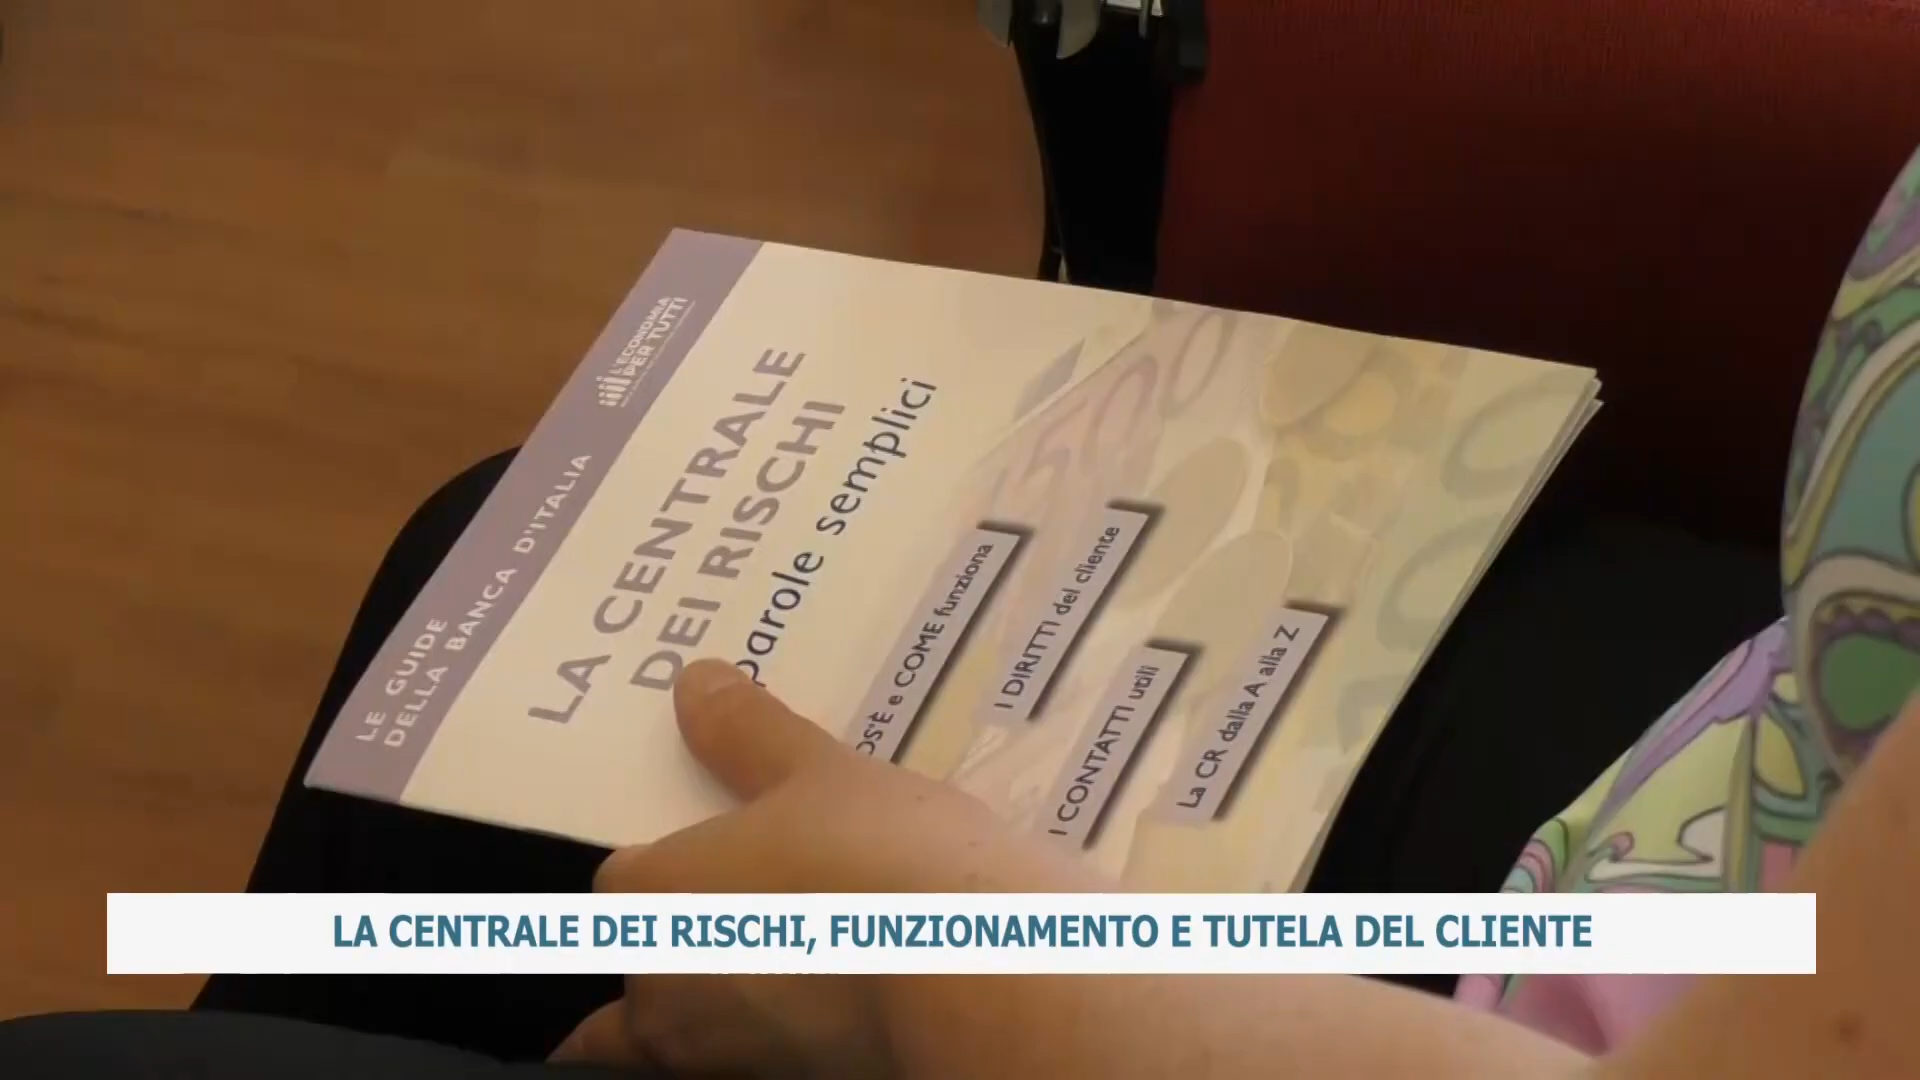 LE GUIDE
DELLA BANCA D'ITALIA
L'ECONOMIA
PER TUTTI
LA CENTRALE
DEI RISCHI
parole semplici
OS'È e COME funziona
I DIRITTI del cliente
I CONTATTI utili
La CR dalla A alla Z
LA CENTRALE DEI RISCHI, FUNZIONAMENTO E TUTELA DEL CLIENTE